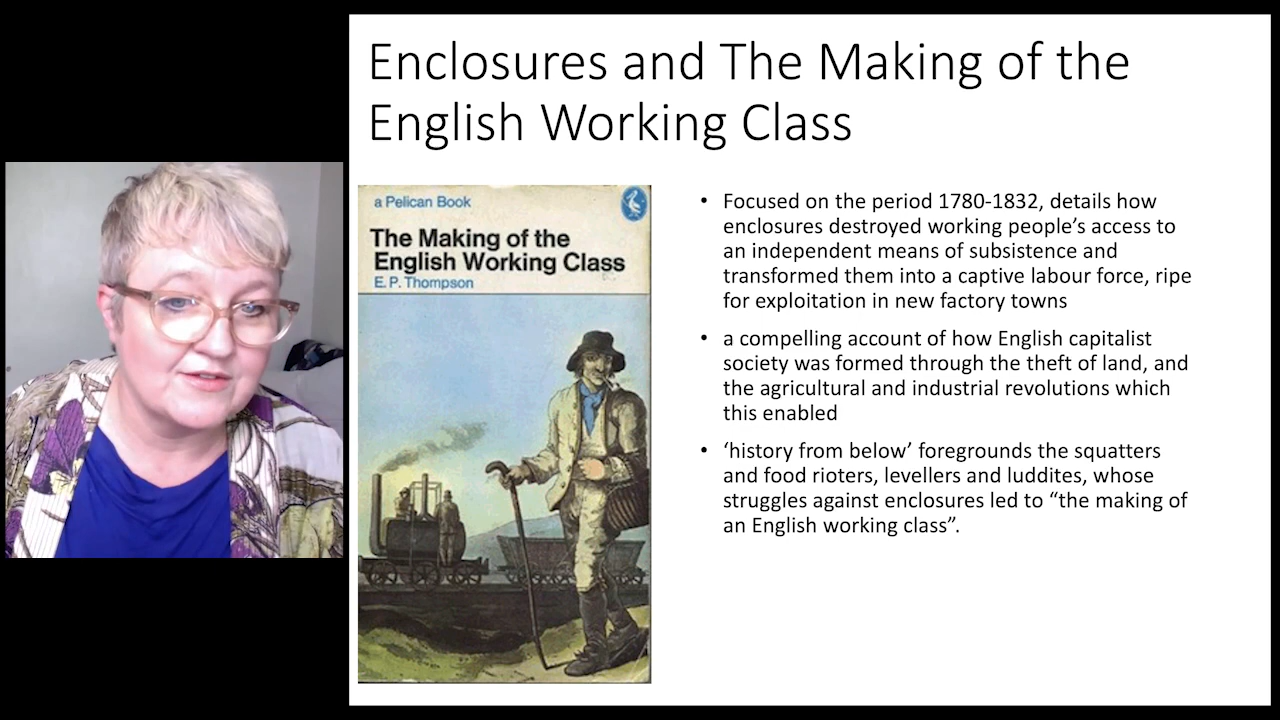 Enclosures and The Making of the
English Working Class
a Pelican Book
The Making of the
English Working Class
E. P. Thompson
• Focused on the period 1780-1832, details how
enclosures destroyed working people’s access to
an independent means of subsistence and
transformed them into a captive labour force, ripe
for exploitation in new factory towns
• a compelling account of how English capitalist
society was formed through the theft of land, and
the agricultural and industrial revolutions which
this enabled
• ‘history from below’ foregrounds the squatters
and food rioters, levellers and luddites, whose
struggles against enclosures led to “the making of
an English working class”.